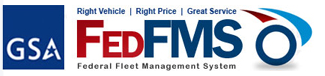 GSA
Right Vehicle | Right Price | Great Service
FEDFMS
Federal Fleet Management System